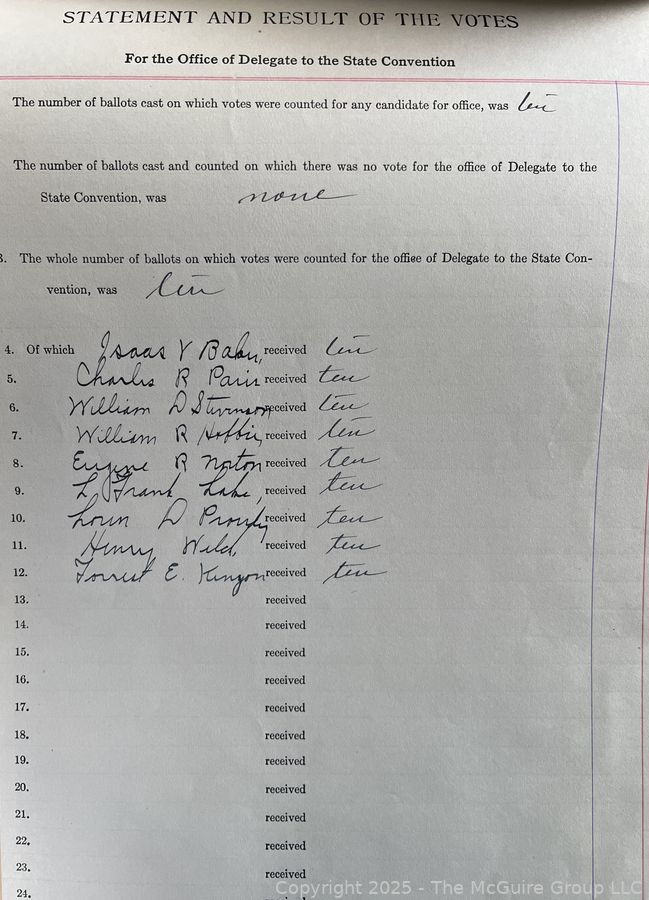 STATEMENT AND RESULT OF THE VOTES
For the Office of Delegate to the State Convention
The number of ballots cast on which votes were counted for any candidate for office, was ten
The number of ballots cast and counted on which there was no vote for the office of Delegate to the
State Convention, was none
3. The whole number of ballots on which votes were counted for the office of Delegate to the State Con-
vention, was ten
4. Of which Isaas V Baker, received ten
5. Charles R Paris received ten
6. William D Stevenson received ten
7. William R Hobbie, received ten
8. Eugene R Norton received ten
9. L Frank Lake, received ten
10. Lorin D Proudly received ten
11. Henry Weld, received ten
12. Forrest E. Kenyon received ten
13. received
14. received
15. received
16. received
17. received
18. received
19. received
20. received
21. received
22. received
23. received
24.
Copyright 2025 - The McGuire Group LLC